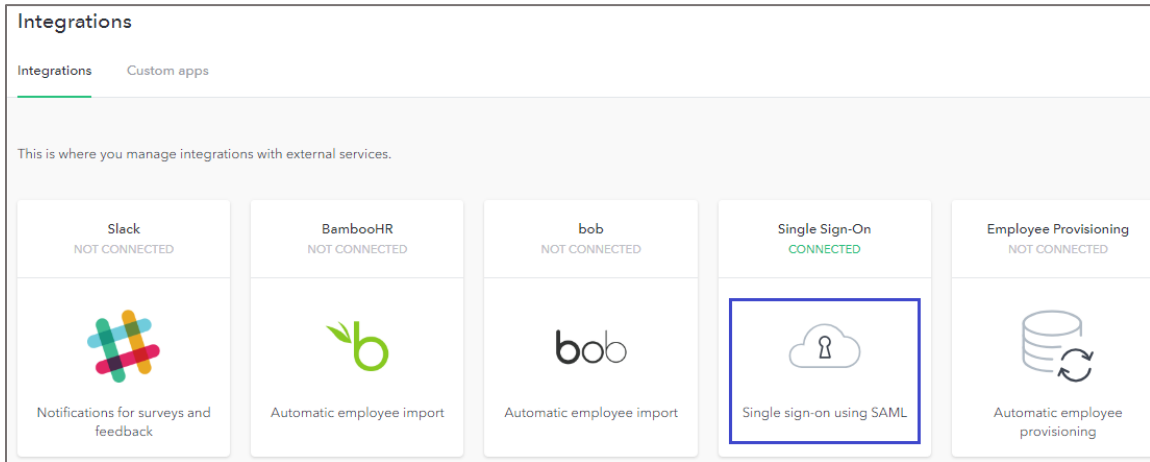 Integrations
Integrations Custom apps
This is where you manage integrations with external services.
Slack
NOT CONNECTED
Notifications for surveys and
feedback
BambooHR
NOT CONNECTED
b
Automatic employee import
bob
NOT CONNECTED
bob
Automatic employee import
Single Sign-On
CONNECTED
Single sign-on using SAML
Employee Provisioning
NOT CONNECTED
Automatic employee
provisioning